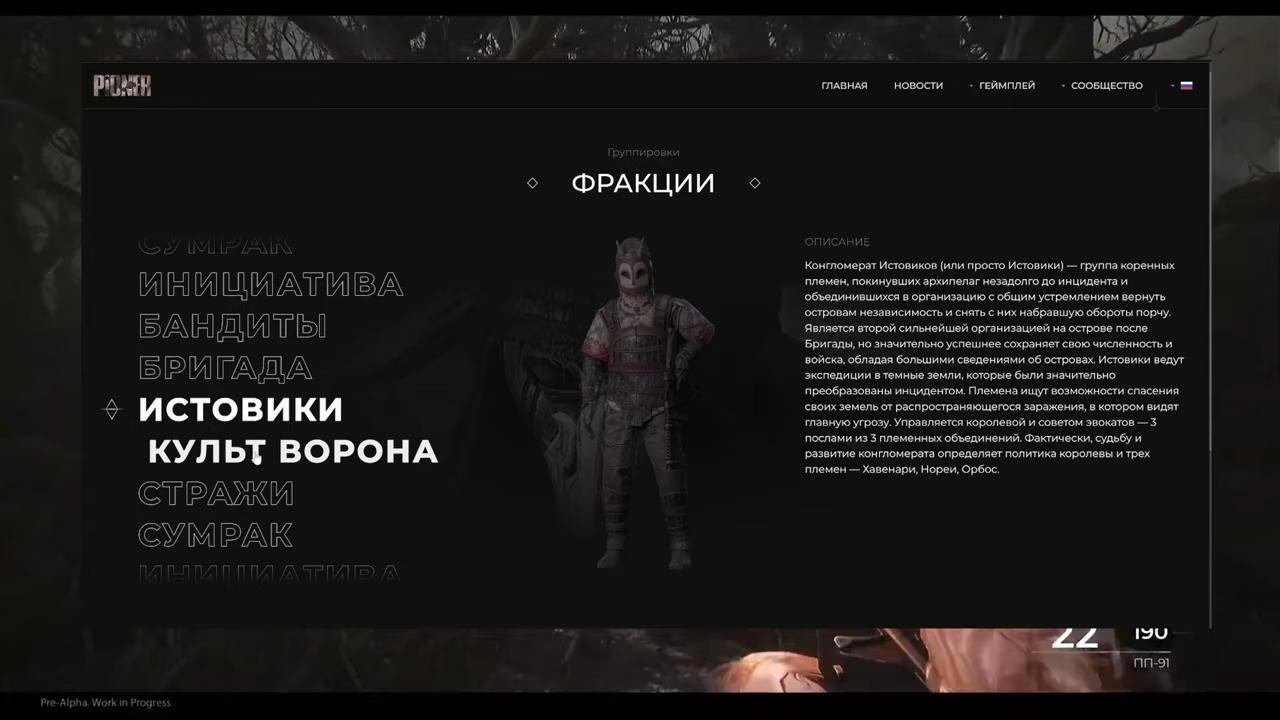 PIONER
ГЛАВНАЯ
НОВОСТИ
ГЕЙМПЛЕЙ
СООБЩЕСТВО
Группировки
ФРАКЦИИ
СУМРАК
ИНИЦИАТИВА
БАНДИТЫ
БРИГАДА
ИСТОВИКИ
КУЛЬТ ВОРОНА
СТРАЖИ
СУМРАК
ИНИЦИАТИВА
ОПИСАНИЕ
Конгломерат Истовиков (или просто Истовики) — группа коренных
племен, покинувших архипелаг незадолго до инцидента и
объединившихся в организацию с общим устремлением вернуть
островам независимость и снять с них набравшую обороты порчу.
Является второй сильнейшей организацией на острове после
Бригады, но значительно успешнее сохраняет свою численность и
войска, обладая большими сведениями об островах. Истовики ведут
экспедиции в темные земли, которые были значительно
преобразованы инцидентом. Племена ищут возможности спасения
своих земель от распространяющегося заражения, в котором видят
главную угрозу. Управляется королевой и советом эвокатов — 3
послами из 3 племенных объединений. Фактически, судьбу и
развитие конгломерата определяет политика королевы и трех
племен — Хавенари, Нореи, Орбос.
22
190
ПП-91
Pre-Alpha. Work in Progress